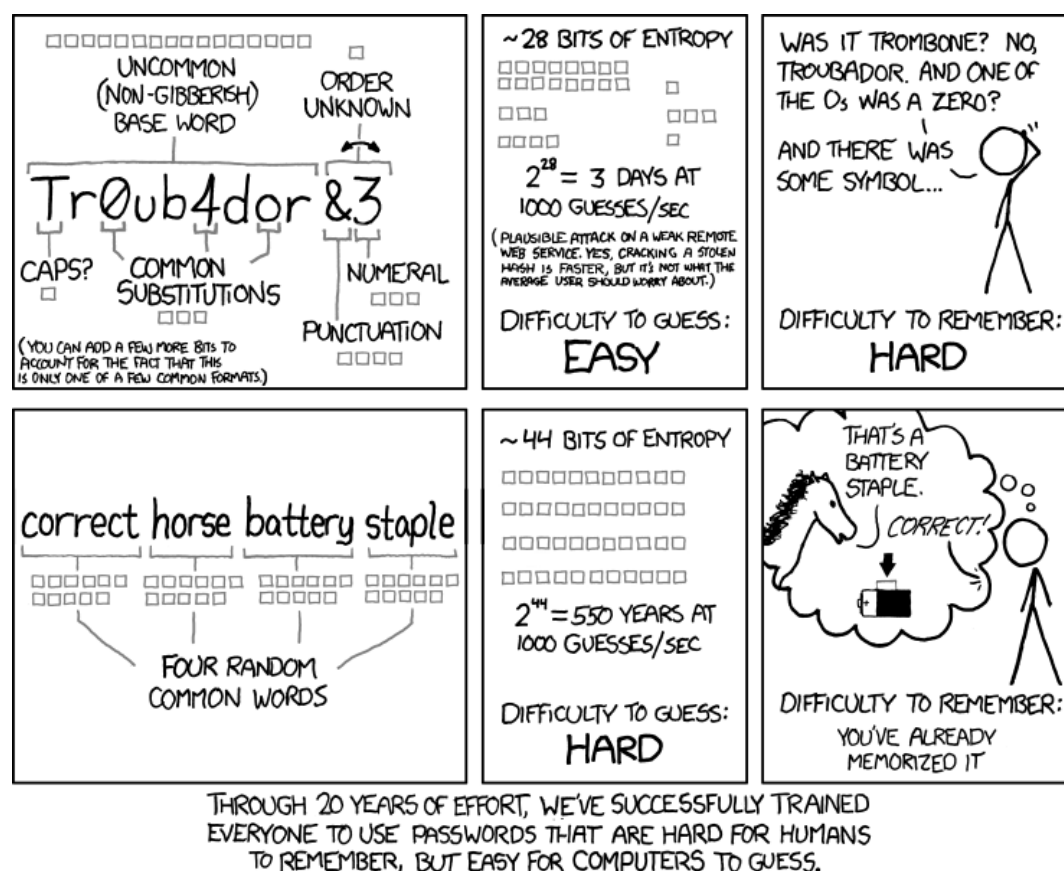 UNCOMMON
(NON-GIBBERISH)
BASE WORD
ORDER
UNKNOWN
Tr0ub4dor &3
CAPS?
COMMON
SUBSTITUTIONS
NUMERAL
PUNCTUATION
(YOU CAN ADD A FEW MORE BITS TO
ACCOUNT FOR THE FACT THAT THIS
IS ONLY ONE OF A FEW COMMON FORMATS.)
~28 BITS OF ENTROPY
2^28 = 3 DAYS AT
1000 GUESSES/SEC
(PLAUSIBLE ATTACK ON A WEAK REMOTE
WEB SERVICE. YES, CRACKING A STOLEN
HASH IS FASTER, BUT IT'S NOT WHAT THE
AVERAGE USER SHOULD WORRY ABOUT.)
DIFFICULTY TO GUESS:
EASY
WAS IT TROMBONE? NO,
TROUBADOR. AND ONE OF
THE Os WAS A ZERO?
AND THERE WAS
SOME SYMBOL...
DIFFICULTY TO REMEMBER:
HARD
correct horse battery staple
FOUR RANDOM
COMMON WORDS
~44 BITS OF ENTROPY
2^44 = 550 YEARS AT
1000 GUESSES/SEC
DIFFICULTY TO GUESS:
HARD
THAT'S A
BATTERY
STAPLE.
CORRECT!
DIFFICULTY TO REMEMBER:
YOU'VE ALREADY
MEMORIZED IT
THROUGH 20 YEARS OF EFFORT, WE'VE SUCCESSFULLY TRAINED
EVERYONE TO USE PASSWORDS THAT ARE HARD FOR HUMANS
TO REMEMBER, BUT EASY FOR COMPUTERS TO GUESS.